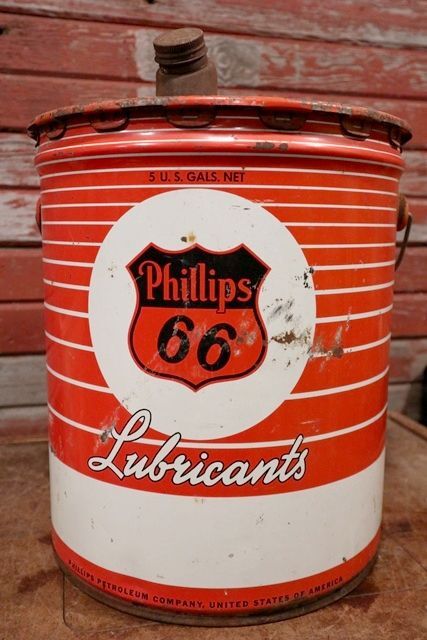 5 U.S. GALS. NET
Phillips
66
Lubricants
PHILLIPS PETROLEUM COMPANY, UNITED STATES OF AMERICA